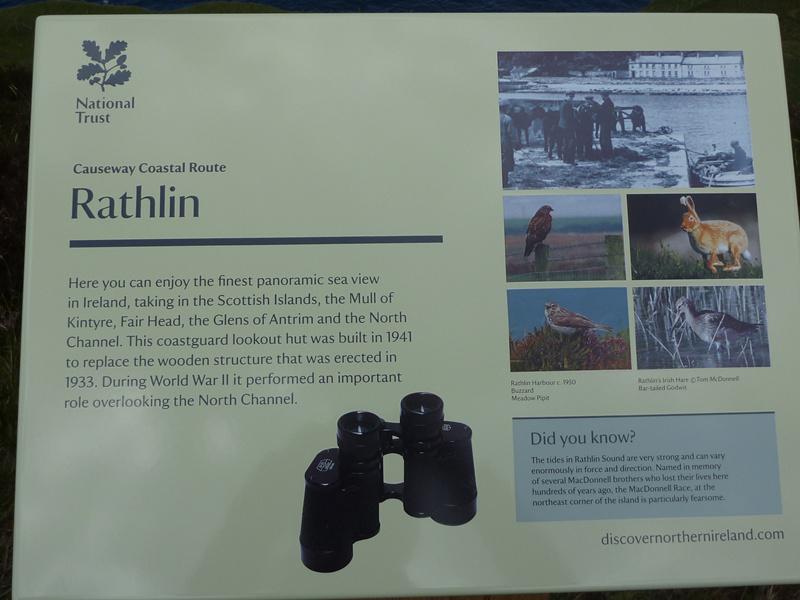 National
Trust
Causeway Coastal Route
Rathlin
Here you can enjoy the finest panoramic sea view
in Ireland, taking in the Scottish Islands, the Mull of
Kintyre, Fair Head, the Glens of Antrim and the North
Channel. This coastguard lookout hut was built in 1941
to replace the wooden structure that was erected in
1933. During World War II it performed an important
role overlooking the North Channel.
Rathlin Harbour c. 1930
Buzzard
Meadow Pipit
Rathlin's Irish Hare ©Tom McDonnell
Bar-tailed Godwit
Did you know?
The tides in Rathlin Sound are very strong and can vary
enormously in force and direction. Named in memory
of several MacDonnell brothers who lost their lives here
hundreds of years ago, the MacDonnell Race, at the
northeast corner of the island is particularly fearsome.
discovernorthernireland.com